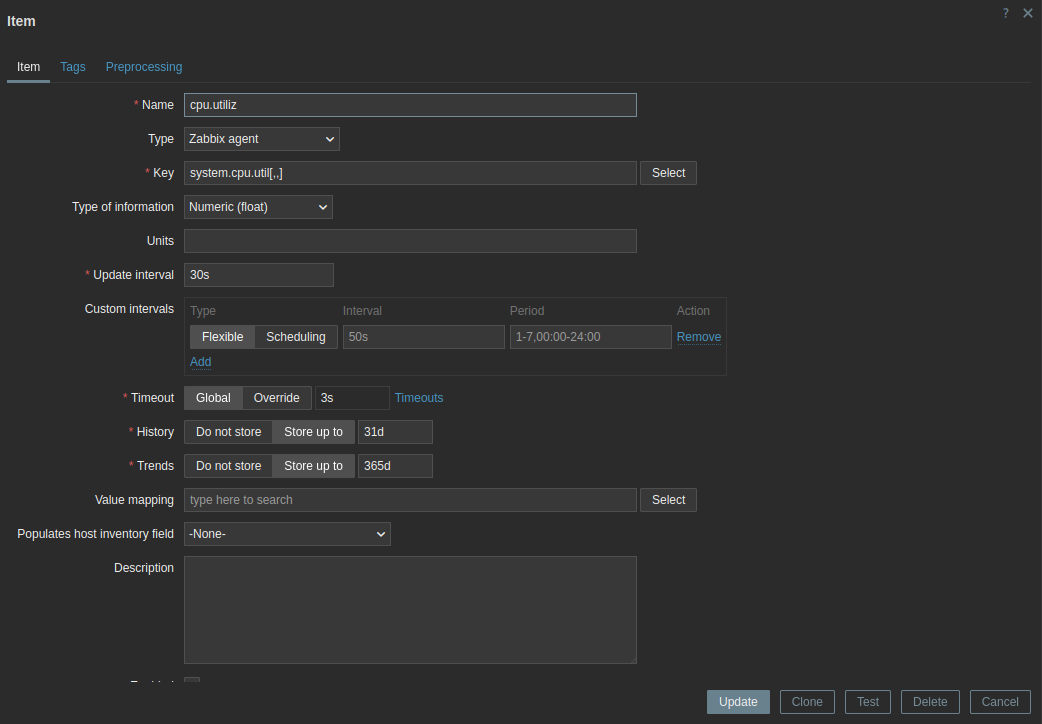 Item
?
Item Tags Preprocessing
* Name cpu.utiliz
Type Zabbix agent
* Key system.cpu.util[,,] Select
Type of information Numeric (float)
Units
* Update interval 30s
Custom intervals Type Interval Period Action
Flexible Scheduling 50s 1-7,00:00-24:00 Remove
Add
* Timeout Global Override 3s Timeouts
* History Do not store Store up to 31d
* Trends Do not store Store up to 365d
Value mapping type here to search Select
Populates host inventory field -None-
Description
Update Clone Test Delete Cancel